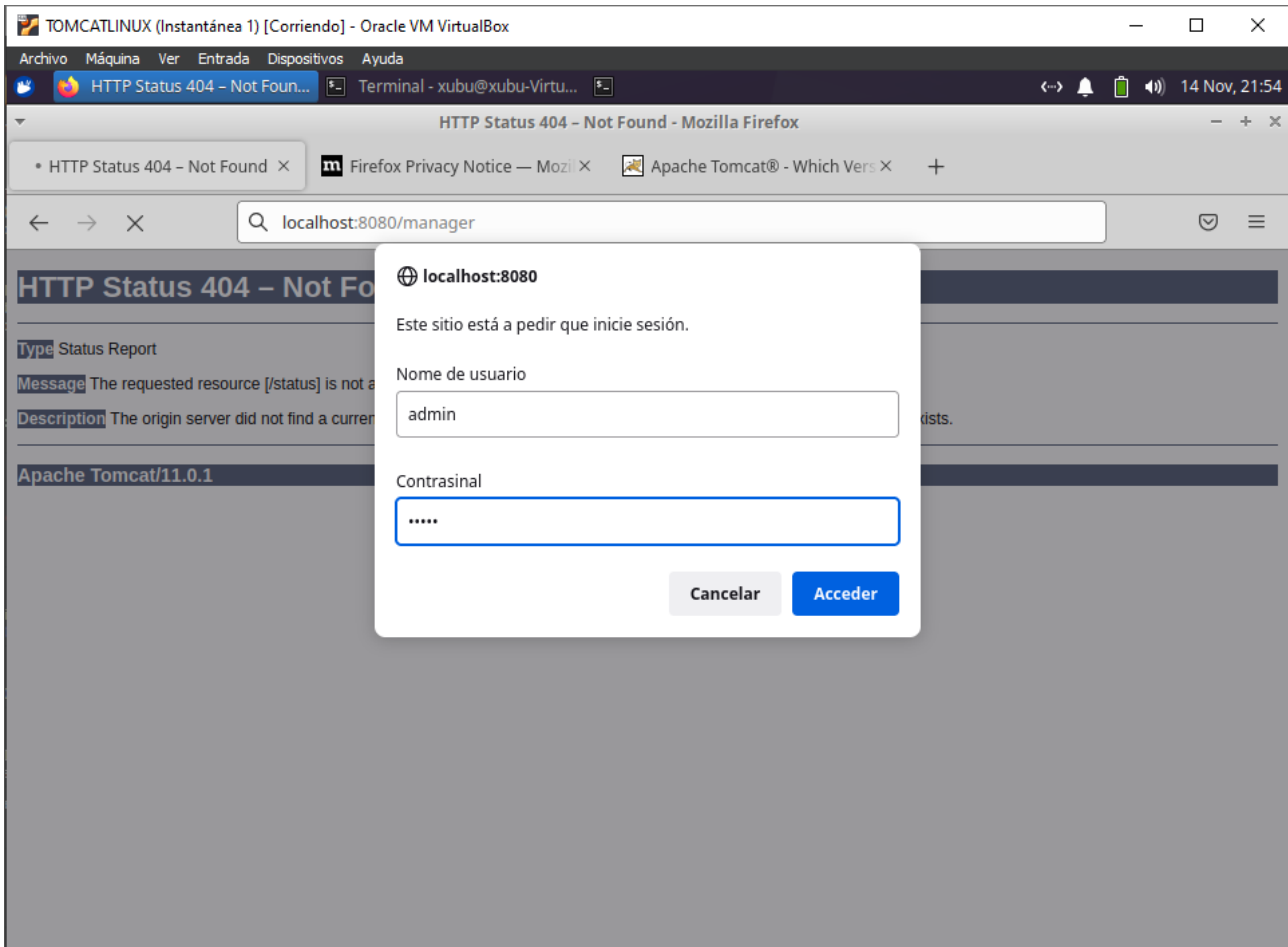 TOMCATLINUX (Instantánea 1) [Corriendo] - Oracle VM VirtualBox
Archivo Máquina Ver Entrada Dispositivos Ayuda
HTTP Status 404 – Not Foun... Terminal - xubu@xubu-Virtu... 14 Nov, 21:54
HTTP Status 404 – Not Found - Mozilla Firefox
• HTTP Status 404 – Not Found Firefox Privacy Notice — Mozil Apache Tomcat® - Which Vers
localhost:8080/manager
HTTP Status 404 – Not Fo
Type Status Report
Message The requested resource [/status] is not a
Description The origin server did not find a curren
xists.
Apache Tomcat/11.0.1
localhost:8080
Este sitio está a pedir que inicie sesión.
Nome de usuario
admin
Contrasinal
•••••
Cancelar Acceder